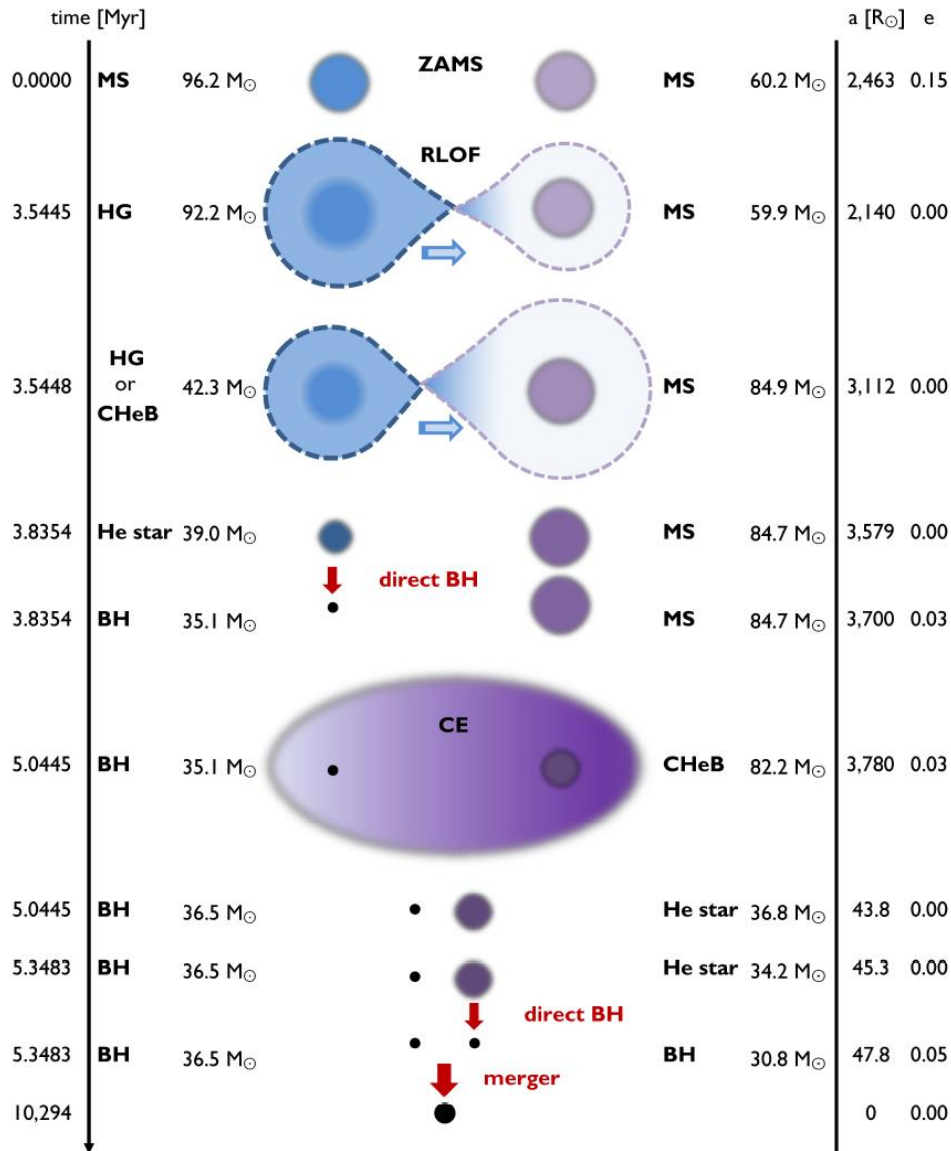 time [Myr] a [R☉] e
0.0000 MS 96.2 M☉ ZAMS MS 60.2 M☉ 2,463 0.15
RLOF
3.5445 HG 92.2 M☉ MS 59.9 M☉ 2,140 0.00
HG
3.5448 or 42.3 M☉ MS 84.9 M☉ 3,112 0.00
CHeB
3.8354 He star 39.0 M☉ MS 84.7 M☉ 3,579 0.00
direct BH
3.8354 BH 35.1 M☉ MS 84.7 M☉ 3,700 0.03
CE
5.0445 BH 35.1 M☉ CHeB 82.2 M☉ 3,780 0.03
5.0445 BH 36.5 M☉ He star 36.8 M☉ 43.8 0.00
5.3483 BH 36.5 M☉ He star 34.2 M☉ 45.3 0.00
direct BH
5.3483 BH 36.5 M☉ BH 30.8 M☉ 47.8 0.05
merger
10,294 0 0.00